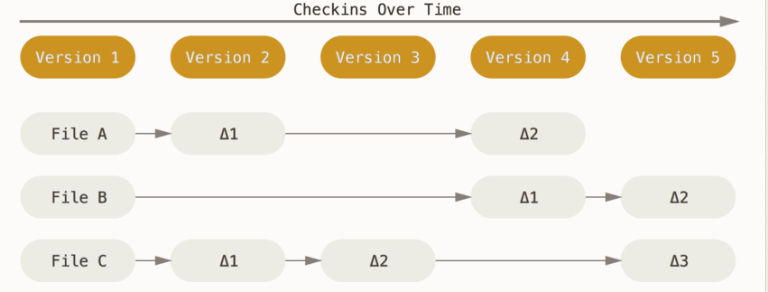 Checkins Over Time
Version 1 Version 2 Version 3 Version 4 Version 5
File A Δ1 Δ2
File B Δ1 Δ2
File C Δ1 Δ2 Δ3